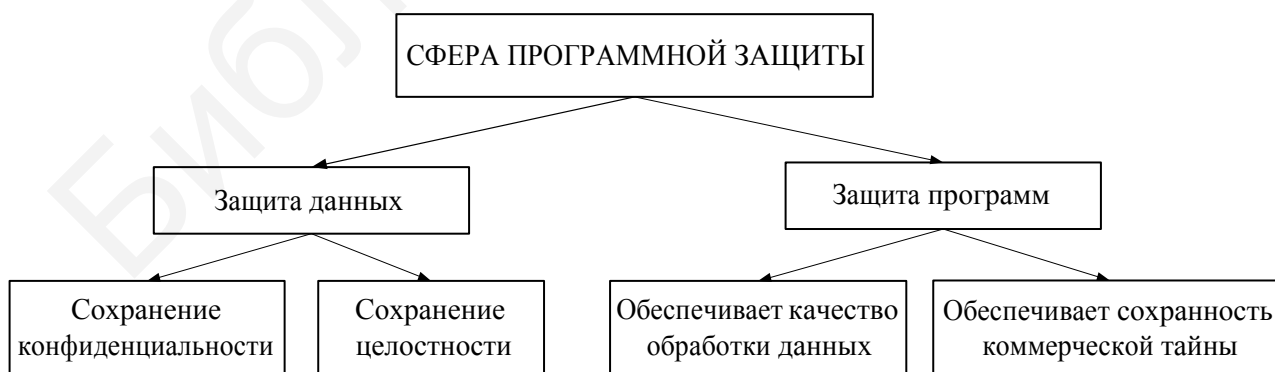 СФЕРА ПРОГРАММНОЙ ЗАЩИТЫ
Защита данных
Защита программ
Сохранение
конфиденциальности
Сохранение
целостности
Обеспечивает качество
обработки данных
Обеспечивает сохранность
коммерческой тайны